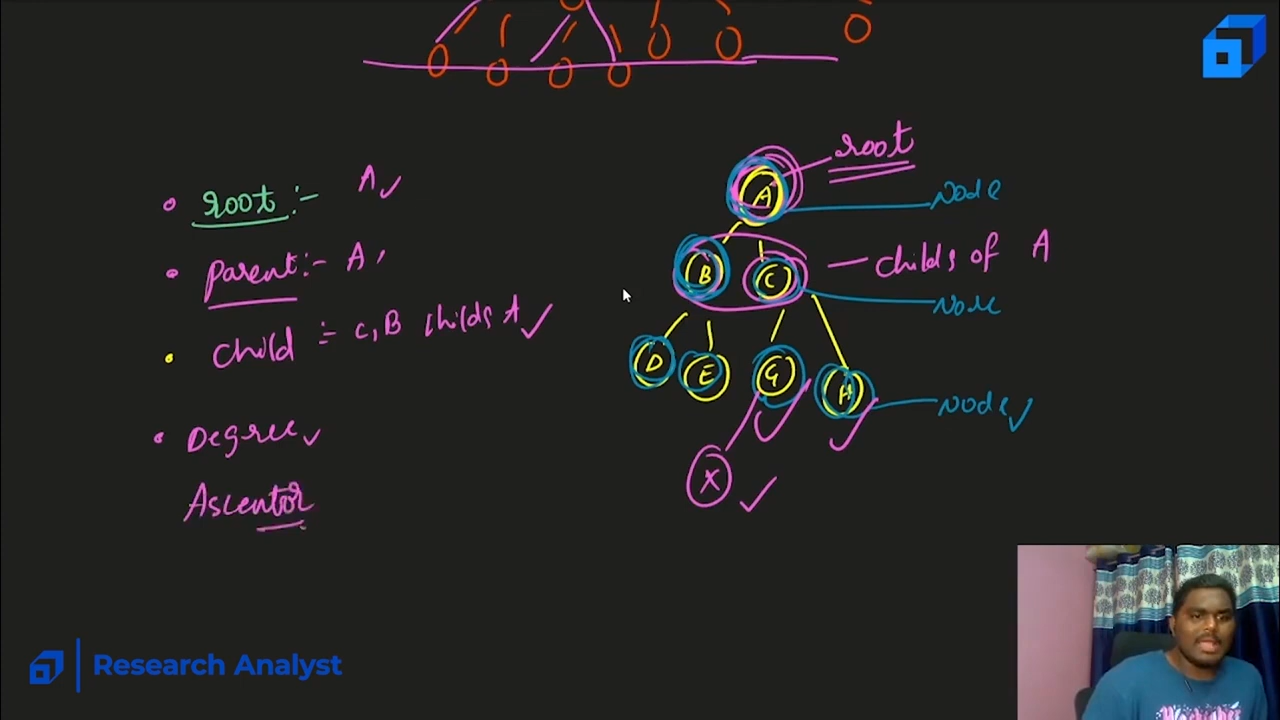 root :- A
Parent :- A,
child :- C, B childs A
Degree
Ascentor
root
A
Node
B
C
childs of A
Node
D
E
G
H
Node
X
Research Analyst